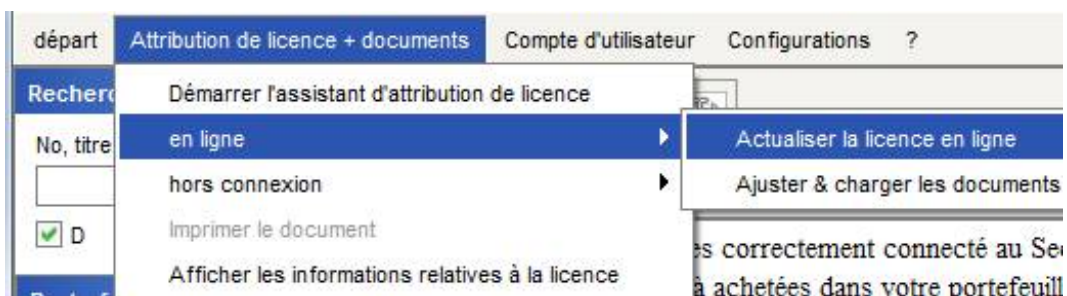 départ Attribution de licence + documents Compte d'utilisateur Configurations ?
Démarrer l'assistant d'attribution de licence
No, titre
en ligne
Actualiser la licence en ligne
hors connexion
Ajuster & charger les documents
D
Imprimer le document
es correctement connecté au
Afficher les informations relatives à la licence
à achetées dans votre